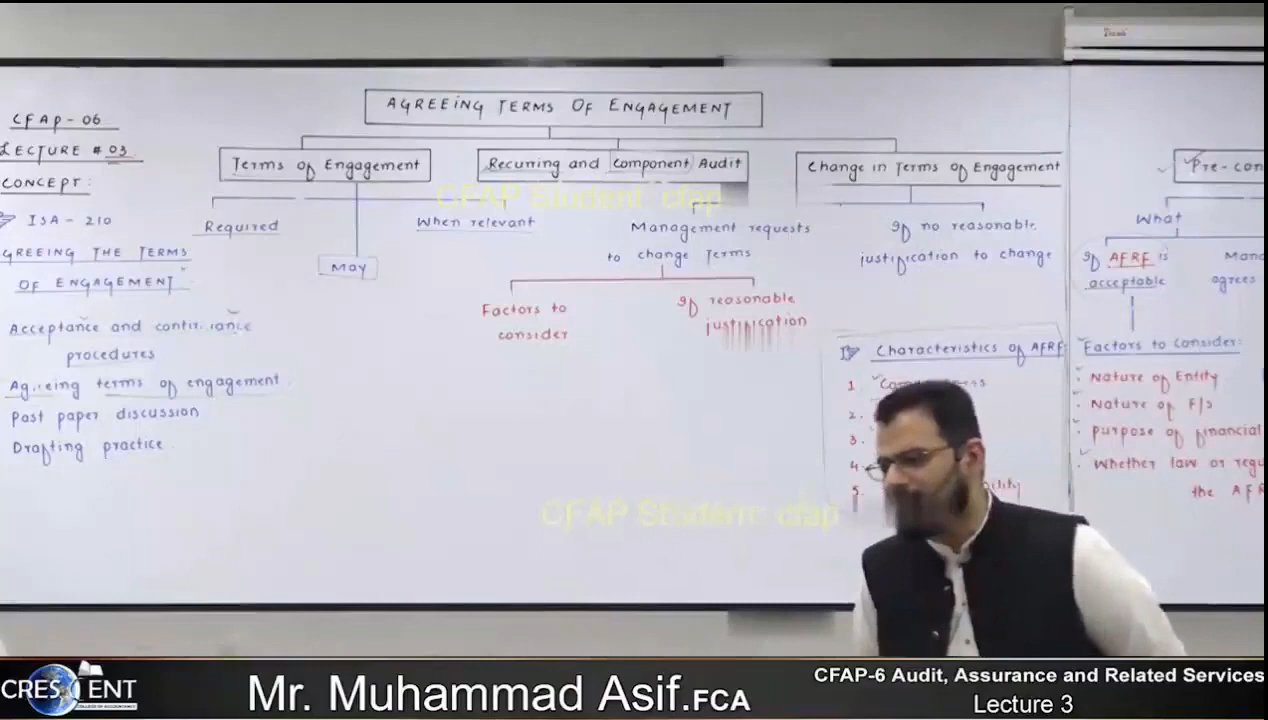 AGREEING TERMS OF ENGAGEMENT
CFAP - 06
LECTURE # 03
CONCEPT:
ISA - 210
AGREEING THE TERMS
OF ENGAGEMENT"
Acceptance and continuance
procedures
Agreeing terms of engagement
Past paper discussion
Drafting practice
Terms of Engagement
Required
May
When relevant
Recurring and Component Audit
Change in Terms of Engagement
Management requests
to change Terms
Factors to
consider
If reasonable
justification
If no reasonable
justification to change
Characteristics of AFRF:
1.
2.
3.
4.
5.
Pre-con
What
If AFRF is
acceptable
Mana
agrees
Factors to consider:
• Nature of Entity
• Nature of F/s
• purpose of financial
• Whether law or regu
the AFR
CFAP Student: cfap
CFAP Student: cfap
CRESCENT
Mr. Muhammad Asif.FCA
CFAP-6 Audit, Assurance and Related Services
Lecture 3